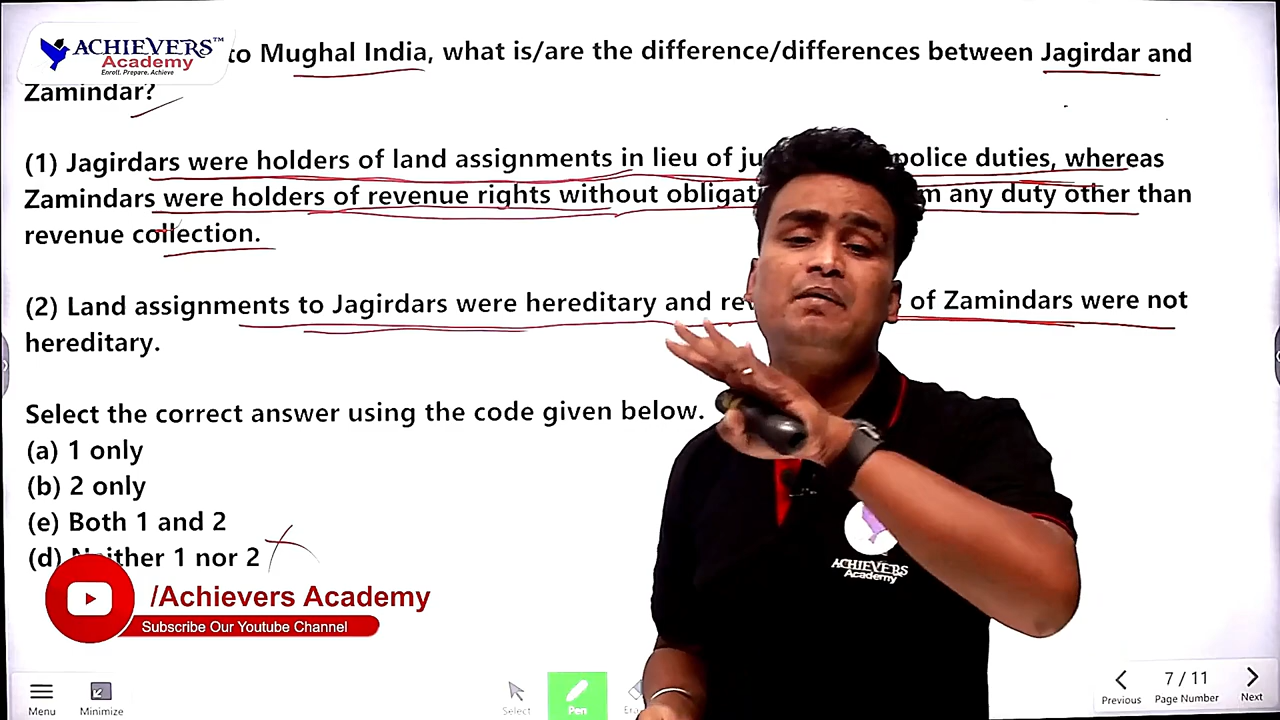 ACHIEVERS™
Academy
Enroll. Prepare. Achieve
to Mughal India, what is/are the difference/differences between Jagirdar and
Zamindar?
(1) Jagirdars were holders of land assignments in lieu of police duties, whereas
Zamindars were holders of revenue rights without any duty other than
revenue collection.
(2) Land assignments to Jagirdars were hereditary and of Zamindars were not
hereditary.
Select the correct answer using the code given below.
(a) 1 only
(b) 2 only
(e) Both 1 and 2
(d) Neither 1 nor 2
/Achievers Academy
Subscribe Our Youtube Channel
ACHIEVERS
Academy
Menu
Minimize
Select
Pen
Previous
7 / 11
Page Number
Next